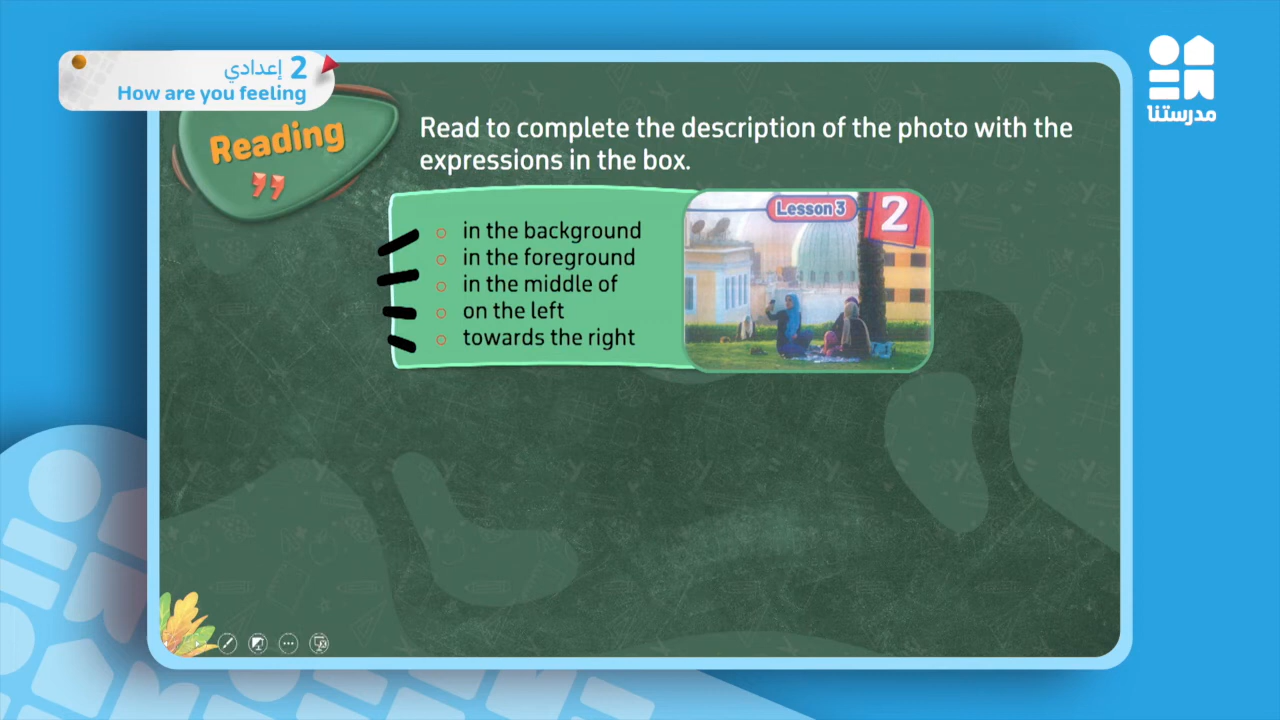 2 إعدادي
How are you feeling
مدرستنا
Reading
Read to complete the description of the photo with the
expressions in the box.
in the background
in the foreground
in the middle of
on the left
towards the right
Lesson 3
2